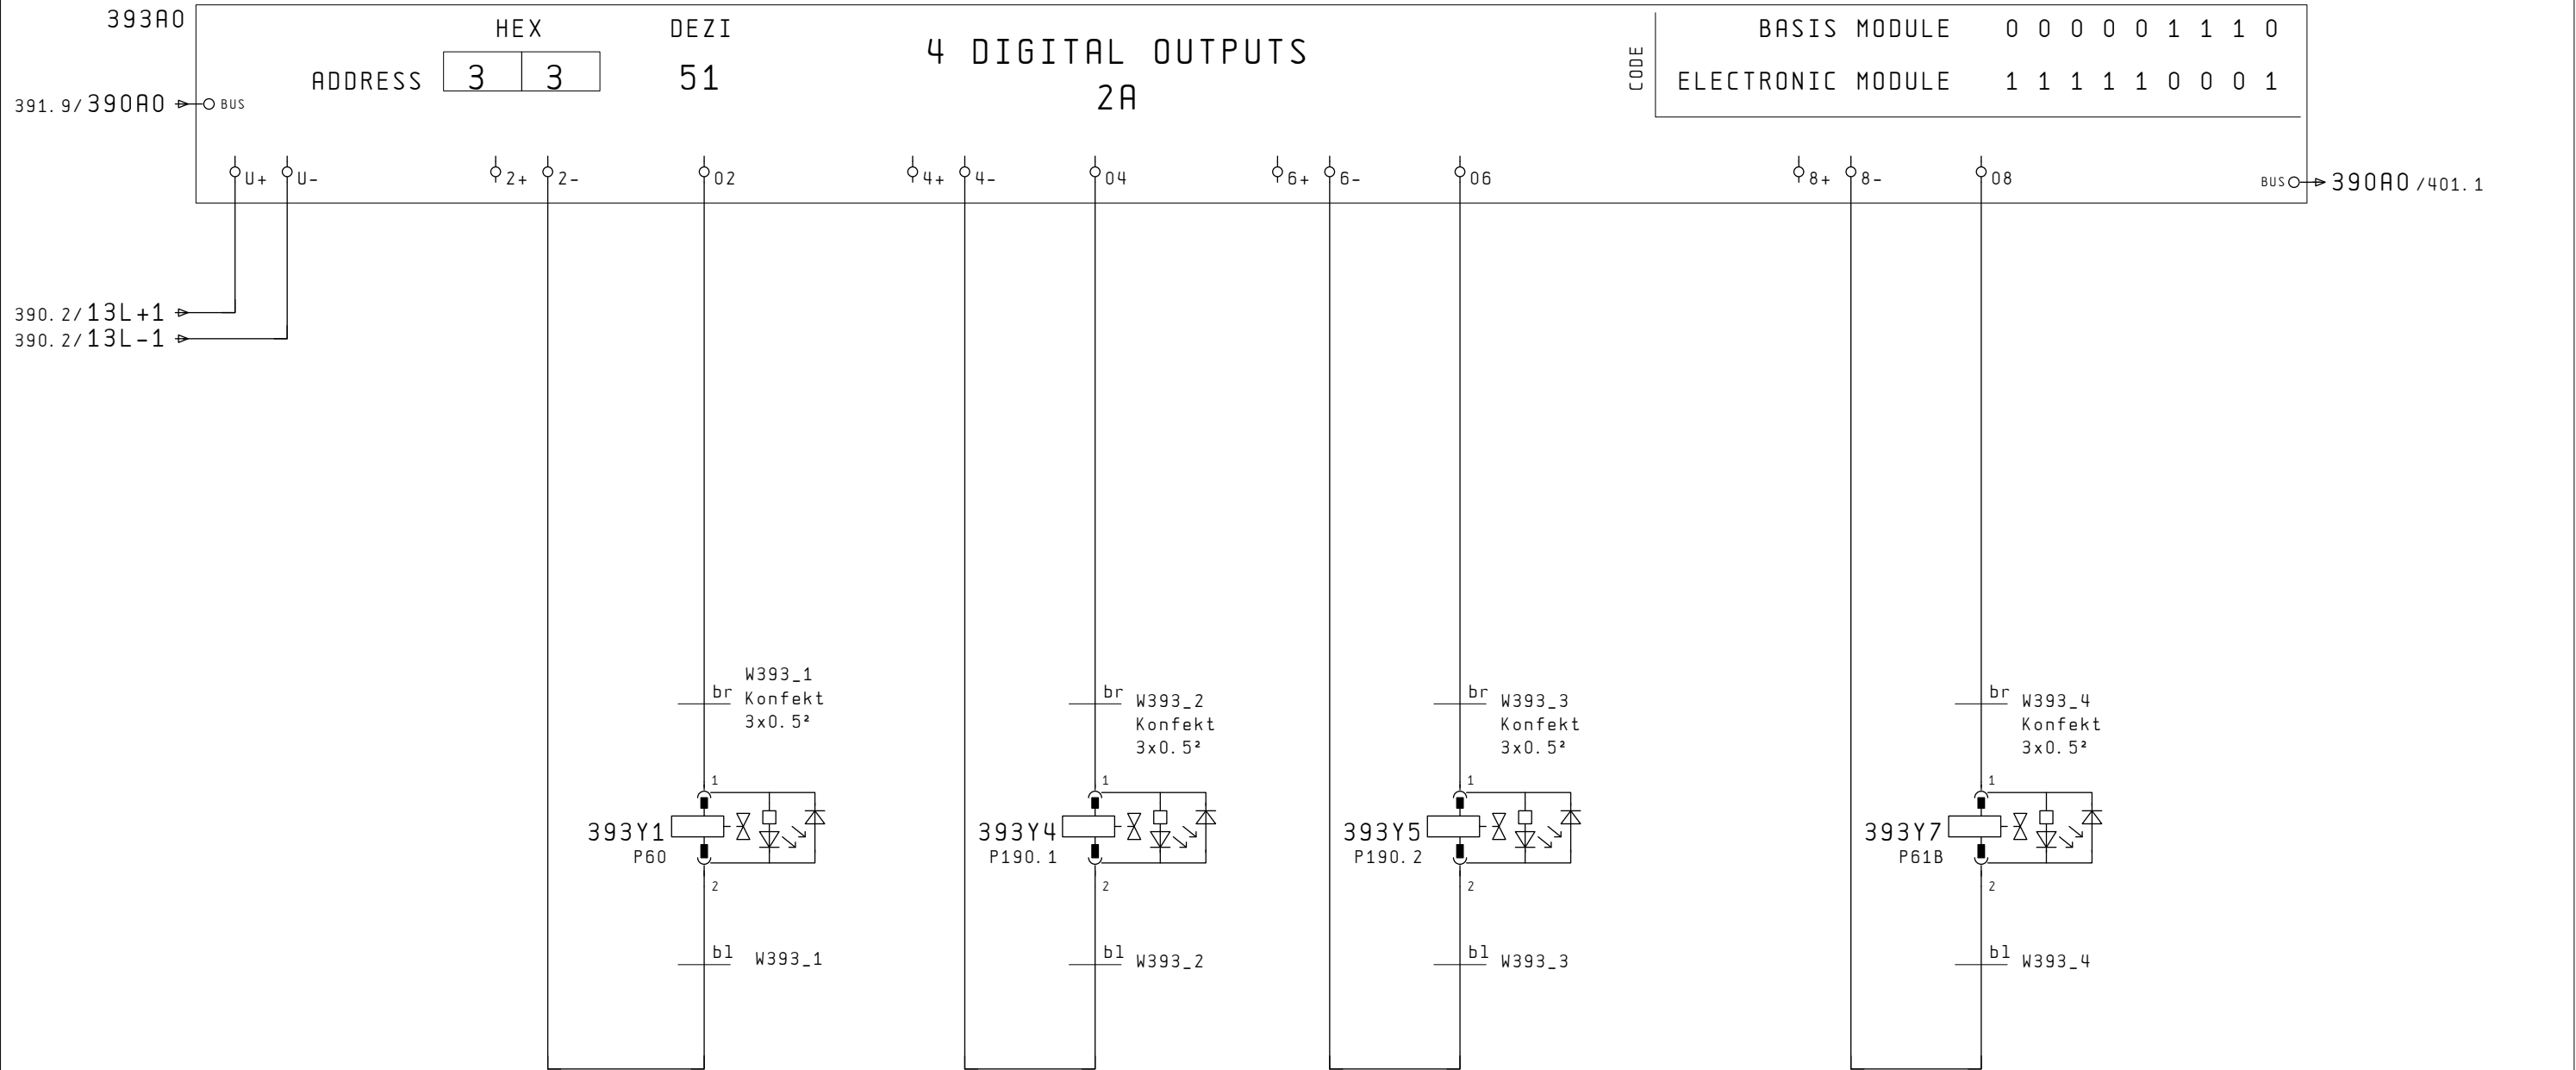 393A0
HEX DEZI
ADDRESS 3 3 51
4 DIGITAL OUTPUTS
2A
CODE
BASIS MODULE 0 0 0 0 0 1 1 1 0
ELECTRONIC MODULE 1 1 1 1 1 0 0 0 1
391.9/390A0 BUS
U+ U- 2+ 2- 02 4+ 4- 04 6+ 6- 06 8+ 8- 08
BUS 390A0/401.1
390.2/13L+1
390.2/13L-1
br W393_1
Konfekt
3x0.5²
br W393_2
Konfekt
3x0.5²
br W393_3
Konfekt
3x0.5²
br W393_4
Konfekt
3x0.5²
1
393Y1
P60
2
1
393Y4
P190.1
2
1
393Y5
P190.2
2
1
393Y7
P61B
2
bl W393_1
bl W393_2
bl W393_3
bl W393_4